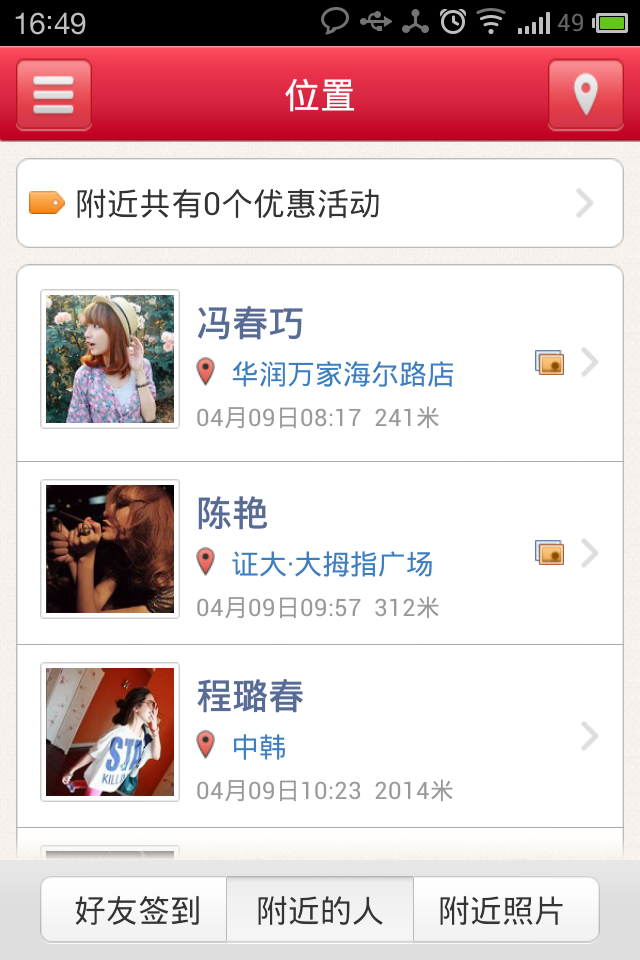 16:49
49
位置
附近共有0个优惠活动
冯春巧
华润万家海尔路店
04月09日08:17 241米
陈艳
证大·大拇指广场
04月09日09:57 312米
程璐春
中韩
04月09日10:23 2014米
好友签到
附近的人
附近照片